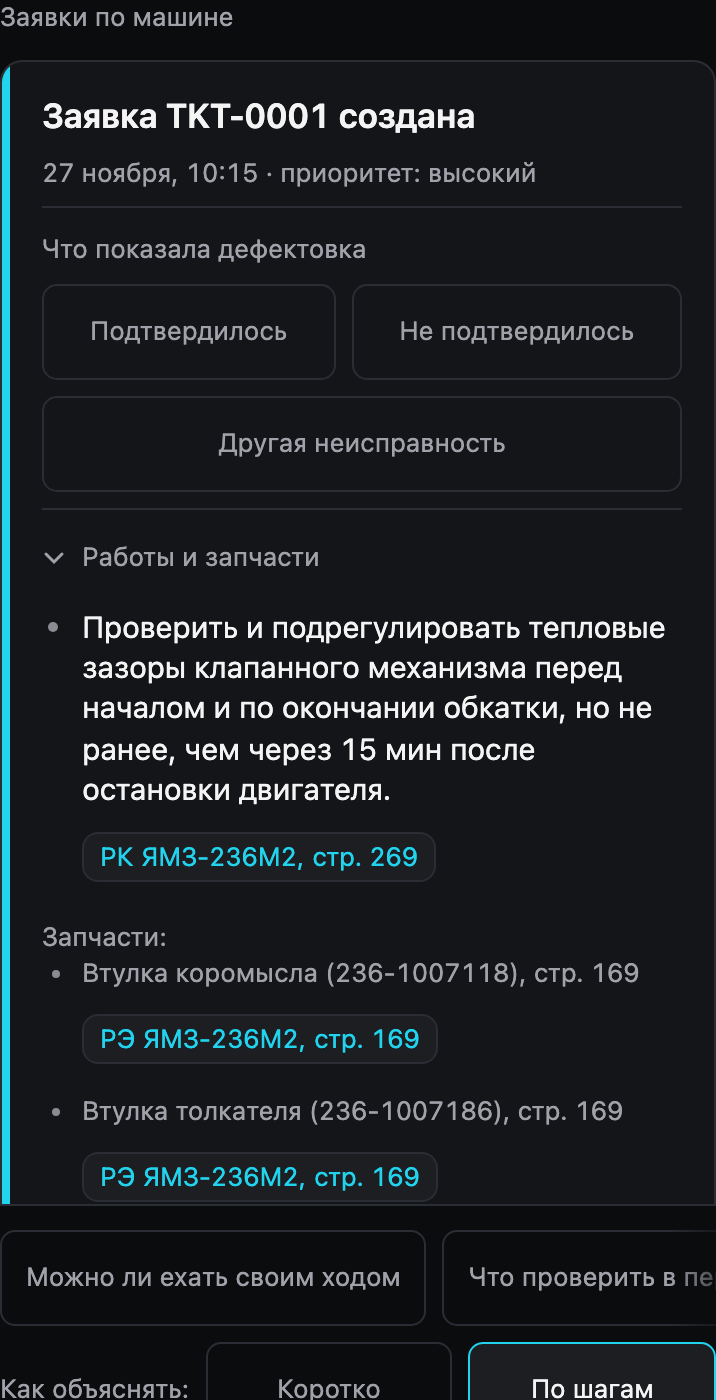 Заявки по машине
Заявка ТКТ-0001 создана
27 ноября, 10:15 · приоритет: высокий
Что показала дефектовка
Подтвердилось
Не подтвердилось
Другая неисправность
Работы и запчасти
• Проверить и подрегулировать тепловые
зазоры клапанного механизма перед
началом и по окончании обкатки, но не
ранее, чем через 15 мин после
остановки двигателя.
РК ЯМЗ-236М2, стр. 269
Запчасти:
• Втулка коромысла (236-1007118), стр. 169
РЭ ЯМЗ-236М2, стр. 169
• Втулка толкателя (236-1007186), стр. 169
РЭ ЯМЗ-236М2, стр. 169
Можно ли ехать своим ходом
Что проверить в пе
Как объяснять:
Коротко
По шагам